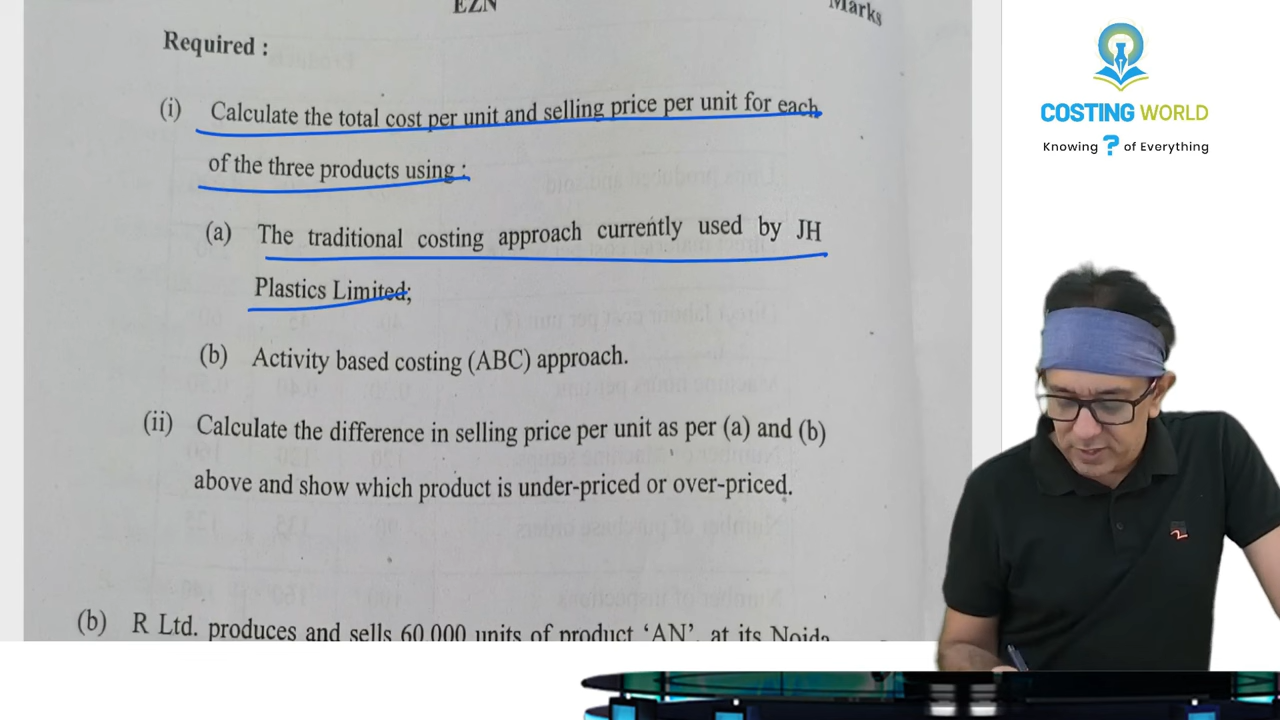 EZN
Marks
Required :
(i) Calculate the total cost per unit and selling price per unit for each
of the three products using :
(a) The traditional costing approach currently used by JH
Plastics Limited;
(b) Activity based costing (ABC) approach.
(ii) Calculate the difference in selling price per unit as per (a) and (b)
above and show which product is under-priced or over-priced.
(b) R Ltd. produces and sells 60,000 units of product ‘AN’, at its Noida
COSTING WORLD
Knowing ? of Everything